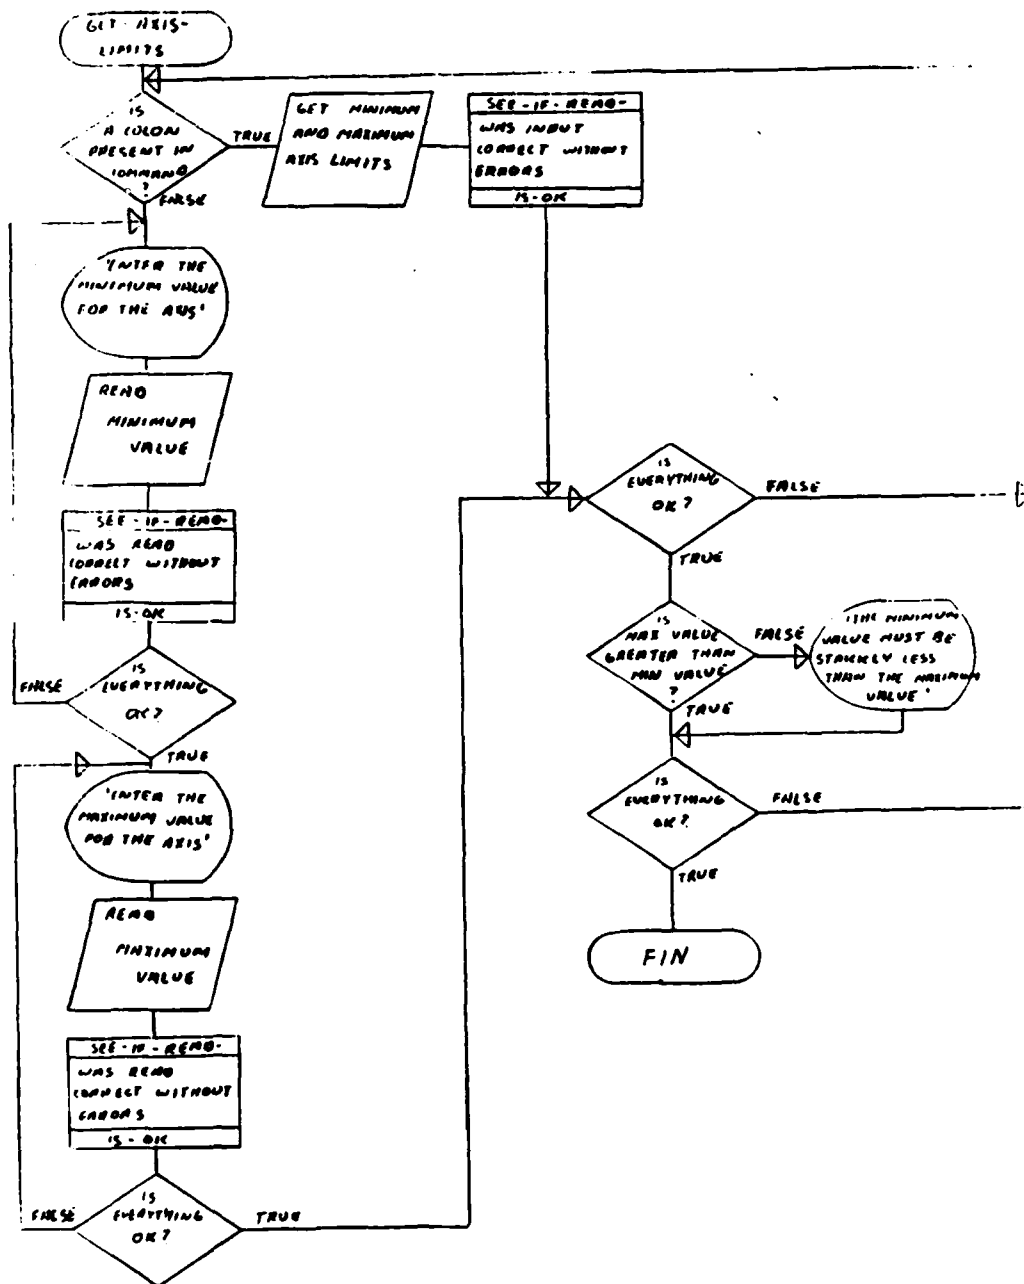 GET-AXIS-
LIMITS
IS
A COLON
PRESENT IN
COMMAND
?
TRUE
FALSE
GET MINIMUM
AND MAXIMUM
AXIS LIMITS
SEE-IF-READ-
WAS INPUT
CORRECT WITHOUT
ERRORS
IS-OK
'ENTER THE
MINIMUM VALUE
FOR THE AXIS'
READ
MINIMUM
VALUE
SEE-IF-READ-
WAS READ
CORRECT WITHOUT
ERRORS
IS-OK
IS
EVERYTHING
OK?
FALSE
TRUE
'ENTER THE
MAXIMUM VALUE
FOR THE AXIS'
READ
MAXIMUM
VALUE
SEE-IF-READ-
WAS READ
CORRECT WITHOUT
ERRORS
IS-OK
IS
EVERYTHING
OK?
FALSE
TRUE
IS
EVERYTHING
OK?
FALSE
TRUE
IS
MAX VALUE
GREATER THAN
MIN VALUE
?
FALSE
TRUE
'THE MINIMUM
VALUE MUST BE
LESS
THAN THE MAXIMUM
VALUE'
IS
EVERYTHING
OK?
FALSE
TRUE
FIN